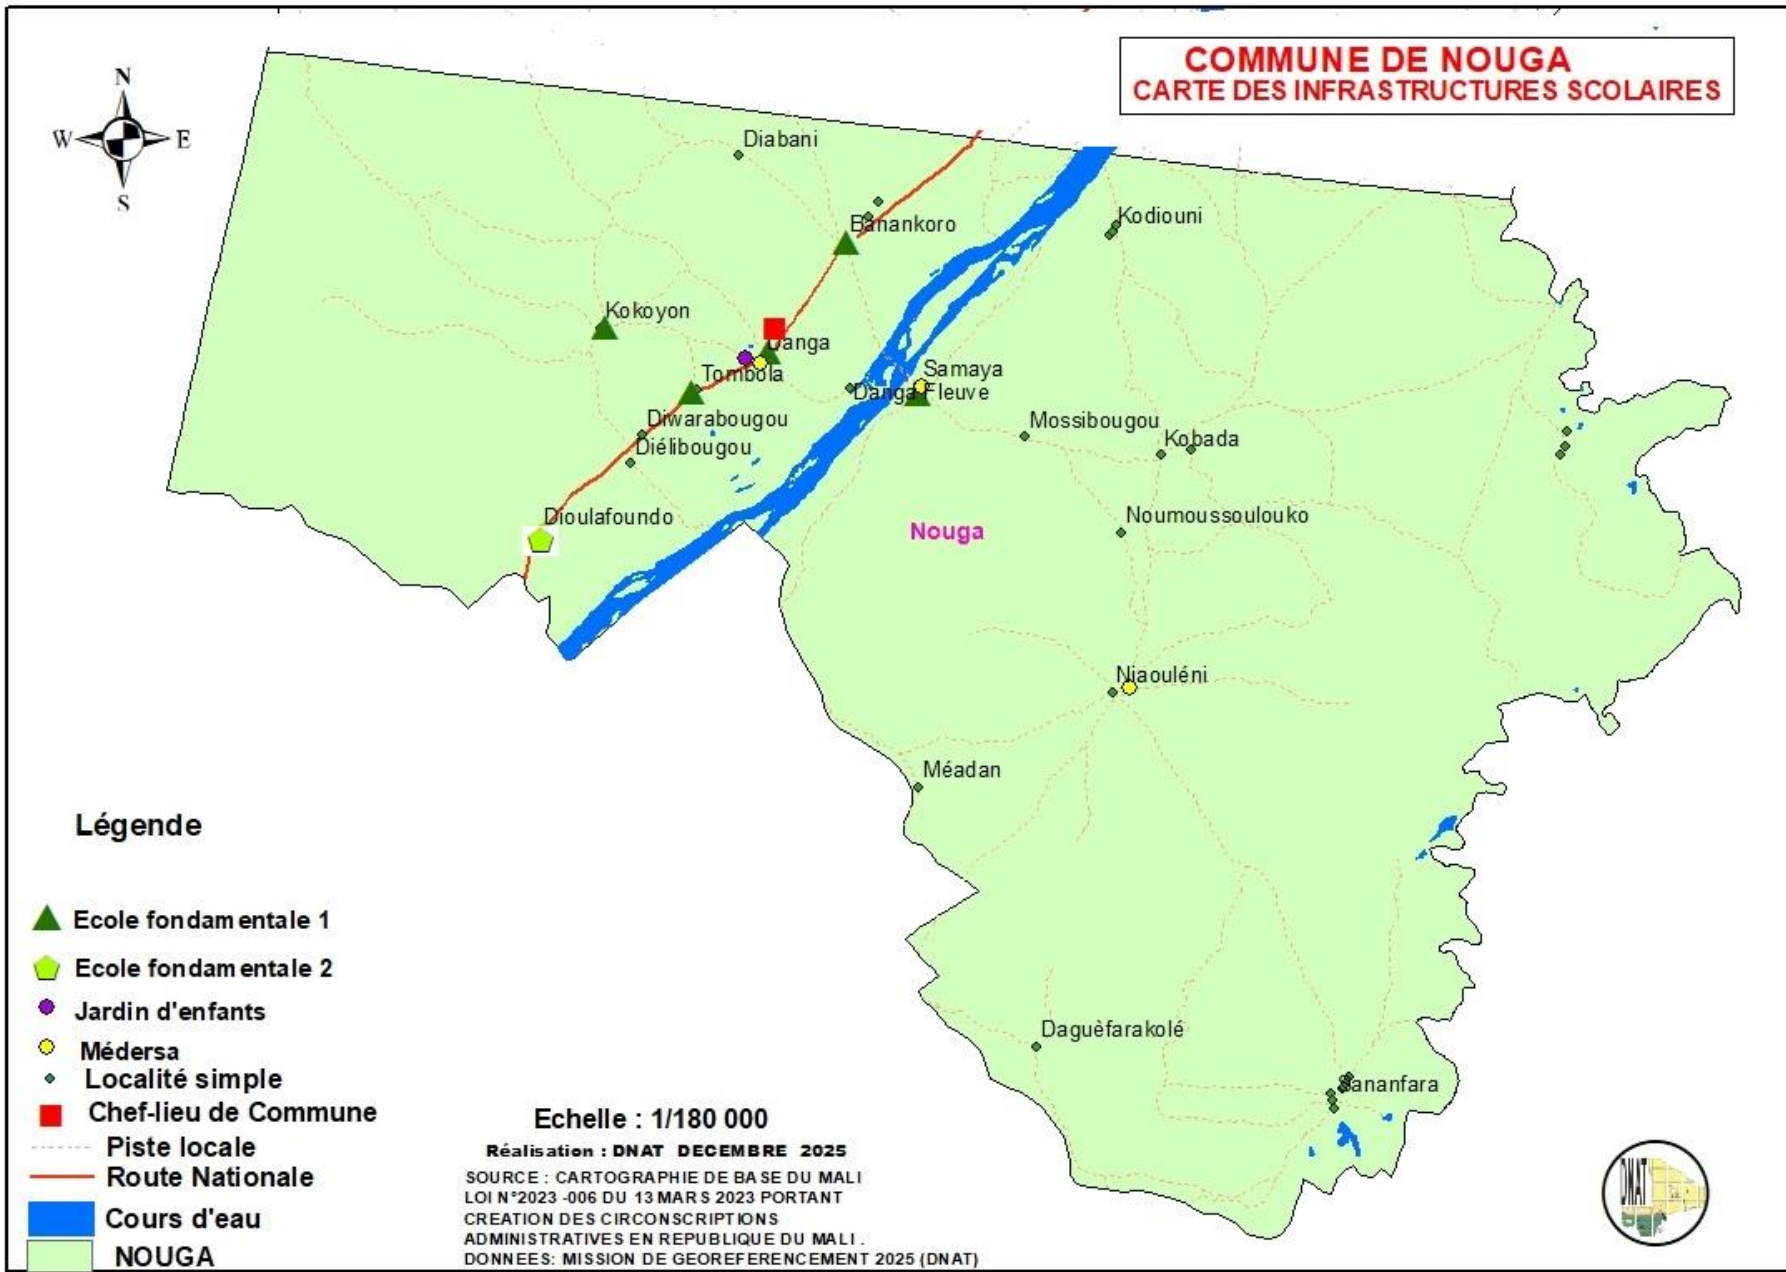 COMMUNE DE NOUGA
CARTE DES INFRASTRUCTURES SCOLAIRES
N
W E
S
Diabani
Banankoro
Kodiouni
Kokoyon
Danga
Tombola
Samaya
Danga Fleuve
Diwarabougou
Mossibougou
Kobada
Diélibougou
Dioulafoundo
Noumoussoulouko
Nouga
Niaouléni
Méadan
Daguèfarakolé
ananfara
Légende
Ecole fondamentale 1
Ecole fondamentale 2
Jardin d'enfants
Médersa
Localité simple
Chef-lieu de Commune
Piste locale
Route Nationale
Cours d'eau
NOUGA
Echelle : 1/180 000
Réalisation : DNAT DECEMBRE 2025
SOURCE : CARTOGRAPHIE DE BASE DU MALI
LOI N°2023 -006 DU 13 MARS 2023 PORTANT
CREATION DES CIRCONSCRIPTIONS
ADMINISTRATIVES EN REPUBLIQUE DU MALI .
DONNEES: MISSION DE GEOREFERENCEMENT 2025 (DNAT)
DNAT